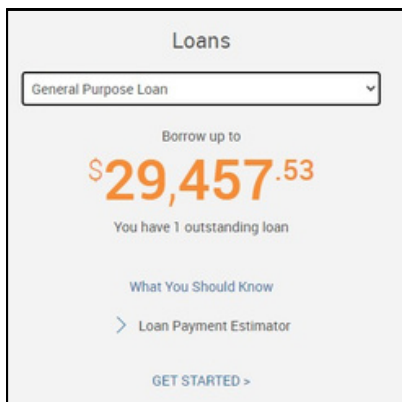 Loans
General Purpose Loan
Borrow up to
$29,457.53
You have 1 outstanding loan
What You Should Know
Loan Payment Estimator
GET STARTED >